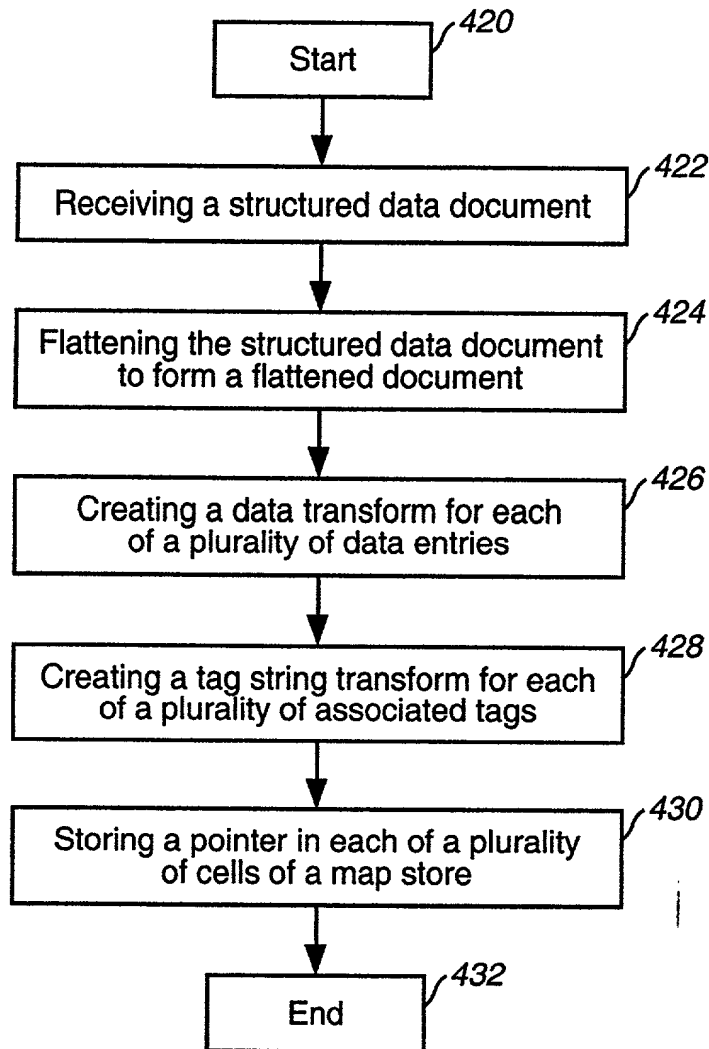 420
Start
422
Receiving a structured data document
424
Flattening the structured data document
to form a flattened document
426
Creating a data transform for each
of a plurality of data entries
428
Creating a tag string transform for each
of a plurality of associated tags
430
Storing a pointer in each of a plurality
of cells of a map store
432
End